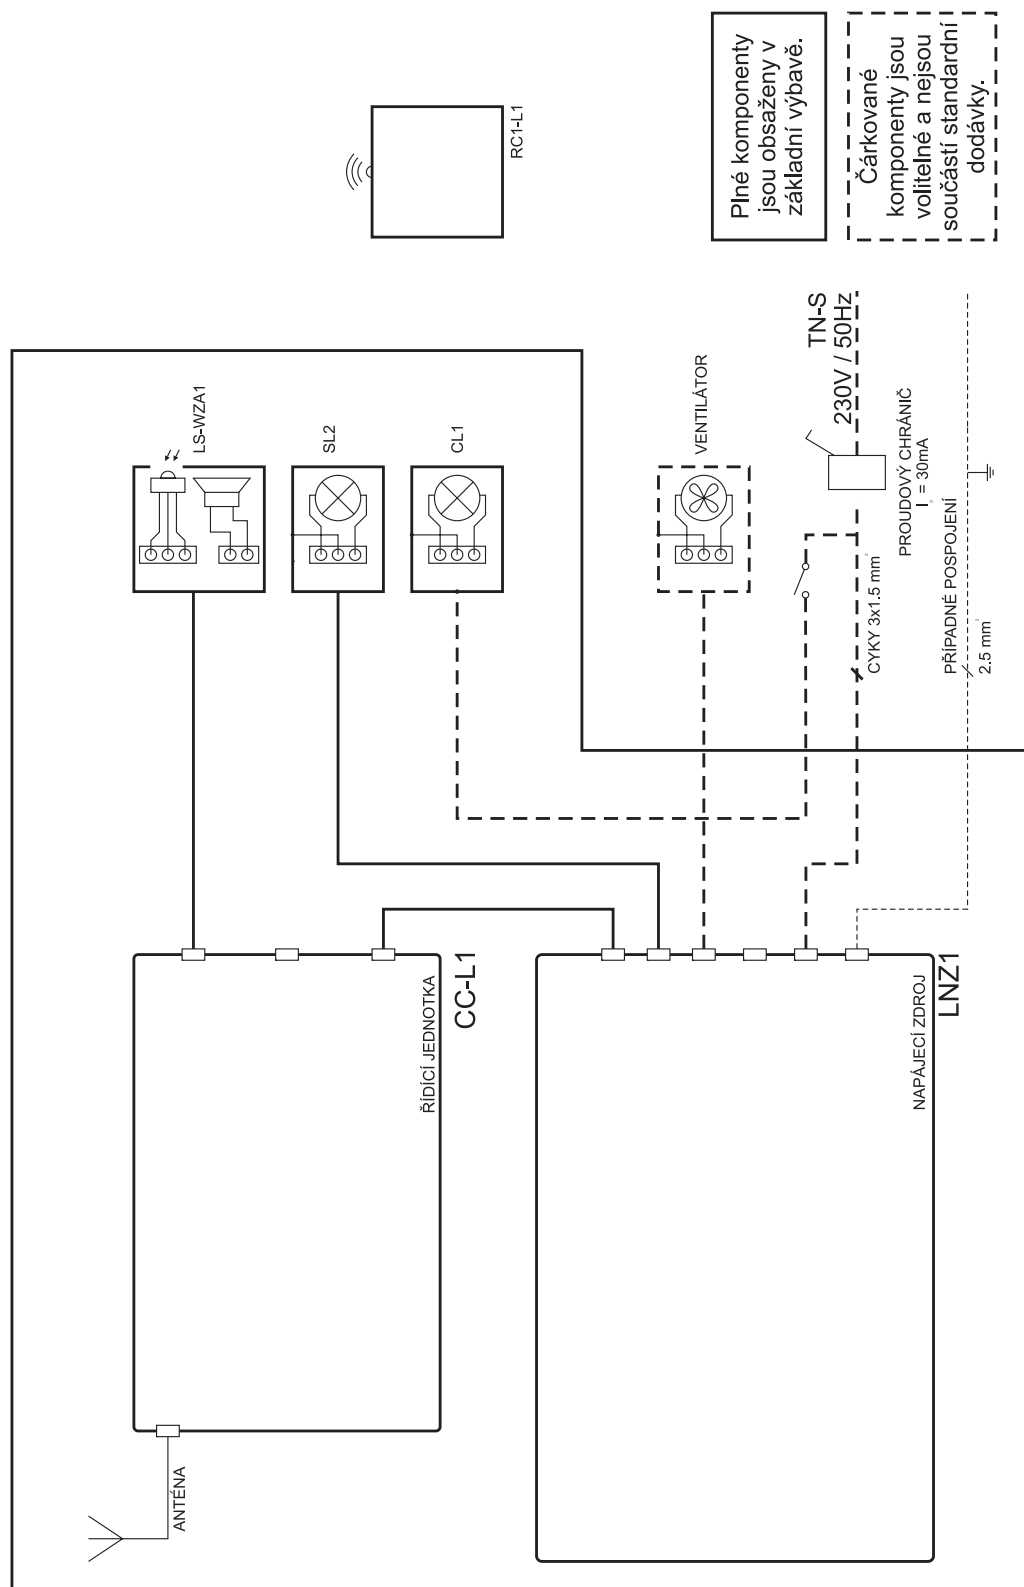 Plné komponenty
jsou obsaženy v
základní výbavě.
Čárkované
komponenty jsou
volitelné a nejsou
součástí standardní
dodávky.
RC1-L1
LS-WZA1
SL2
CL1
VENTILÁTOR
TN-S
230V / 50Hz
PROUDOVÝ CHRÁNIČ
I = 30mA
CYKY 3x1.5 mm
PŘÍPADNÉ POSPOJENÍ
2.5 mm
ŘÍDÍCÍ JEDNOTKA
CC-L1
NAPÁJECÍ ZDROJ
LNZ1
ANTÉNA